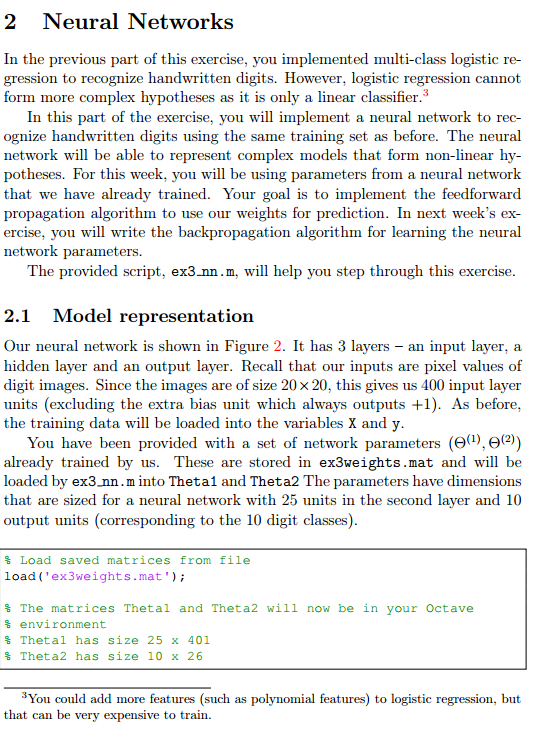 2 Neural Networks
In the previous part of this exercise, you implemented multi-class logistic re-
gression to recognize handwritten digits. However, logistic regression cannot
form more complex hypotheses as it is only a linear classifier.³
In this part of the exercise, you will implement a neural network to rec-
ognize handwritten digits using the same training set as before. The neural
network will be able to represent complex models that form non-linear hy-
potheses. For this week, you will be using parameters from a neural network
that we have already trained. Your goal is to implement the feedforward
propagation algorithm to use our weights for prediction. In next week's ex-
ercise, you will write the backpropagation algorithm for learning the neural
network parameters.
The provided script, ex3_nn.m, will help you step through this exercise.
2.1 Model representation
Our neural network is shown in Figure 2. It has 3 layers – an input layer, a
hidden layer and an output layer. Recall that our inputs are pixel values of
digit images. Since the images are of size 20×20, this gives us 400 input layer
units (excluding the extra bias unit which always outputs +1). As before,
the training data will be loaded into the variables X and y.
You have been provided with a set of network parameters (Θ⁽¹⁾, Θ⁽²⁾)
already trained by us. These are stored in ex3weights.mat and will be
loaded by ex3_nn.m into Theta1 and Theta2 The parameters have dimensions
that are sized for a neural network with 25 units in the second layer and 10
output units (corresponding to the 10 digit classes).
% Load saved matrices from file
load('ex3weights.mat');
% The matrices Theta1 and Theta2 will now be in your Octave
% environment
% Theta1 has size 25 x 401
% Theta2 has size 10 x 26
³You could add more features (such as polynomial features) to logistic regression, but
that can be very expensive to train.